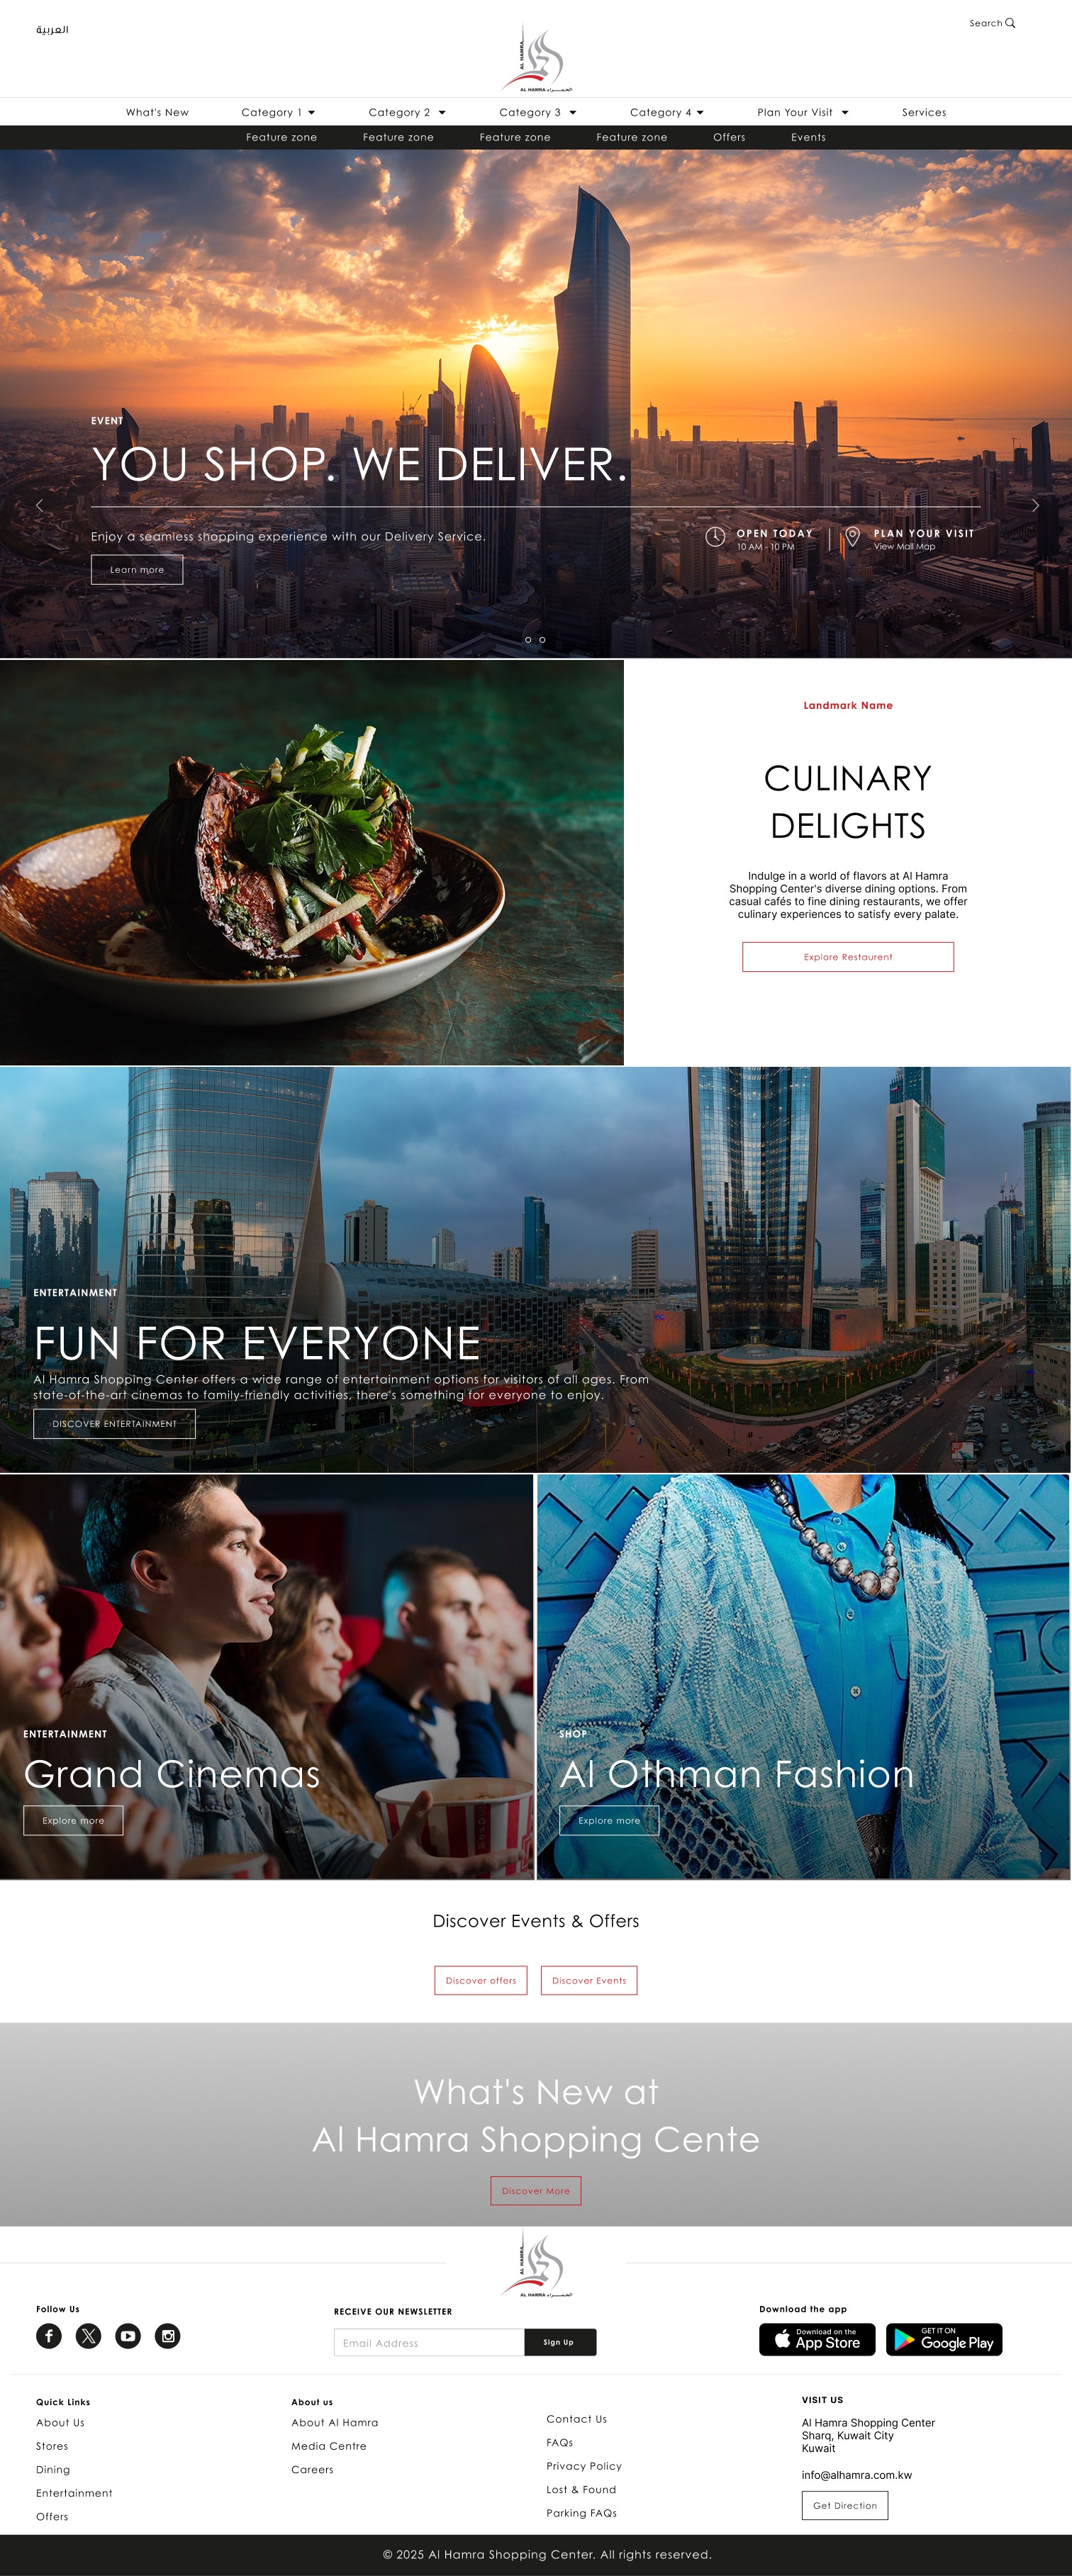 العربية
Search
AL HAMRA
AL HAMRA الحمراء
What's New
Category 1
Category 2
Category 3
Category 4
Plan Your Visit
Services
Feature zone
Feature zone
Feature zone
Feature zone
Offers
Events
EVENT
YOU SHOP. WE DELIVER.
Enjoy a seamless shopping experience with our Delivery Service.
Learn more
OPEN TODAY
10 AM - 10 PM
PLAN YOUR VISIT
View Mall Map
Landmark Name
CULINARY
DELIGHTS
Indulge in a world of flavors at Al Hamra
Shopping Center's diverse dining options. From
casual cafés to fine dining restaurants, we offer
culinary experiences to satisfy every palate.
Explore Restaurent
ENTERTAINMENT
FUN FOR EVERYONE
Al Hamra Shopping Center offers a wide range of entertainment options for visitors of all ages. From
state-of-the-art cinemas to family-friendly activities, there's something for everyone to enjoy.
DISCOVER ENTERTAINMENT
ENTERTAINMENT
Grand Cinemas
Explore more
SHOP
Al Othman Fashion
Explore more
Discover Events & Offers
Discover offers
Discover Events
What's New at
Al Hamra Shopping Cente
Discover More
AL HAMRA
AL HAMRA الحمراء
Follow Us
RECEIVE OUR NEWSLETTER
Email Address
Sign Up
Download the app
Download on the
App Store
GET IT ON
Google Play
Quick Links
About Us
Stores
Dining
Entertainment
Offers
About us
About Al Hamra
Media Centre
Careers
Contact Us
FAQs
Privacy Policy
Lost & Found
Parking FAQs
VISIT US
Al Hamra Shopping Center
Sharq, Kuwait City
Kuwait
info@alhamra.com.kw
Get Direction
© 2025 Al Hamra Shopping Center. All rights reserved.